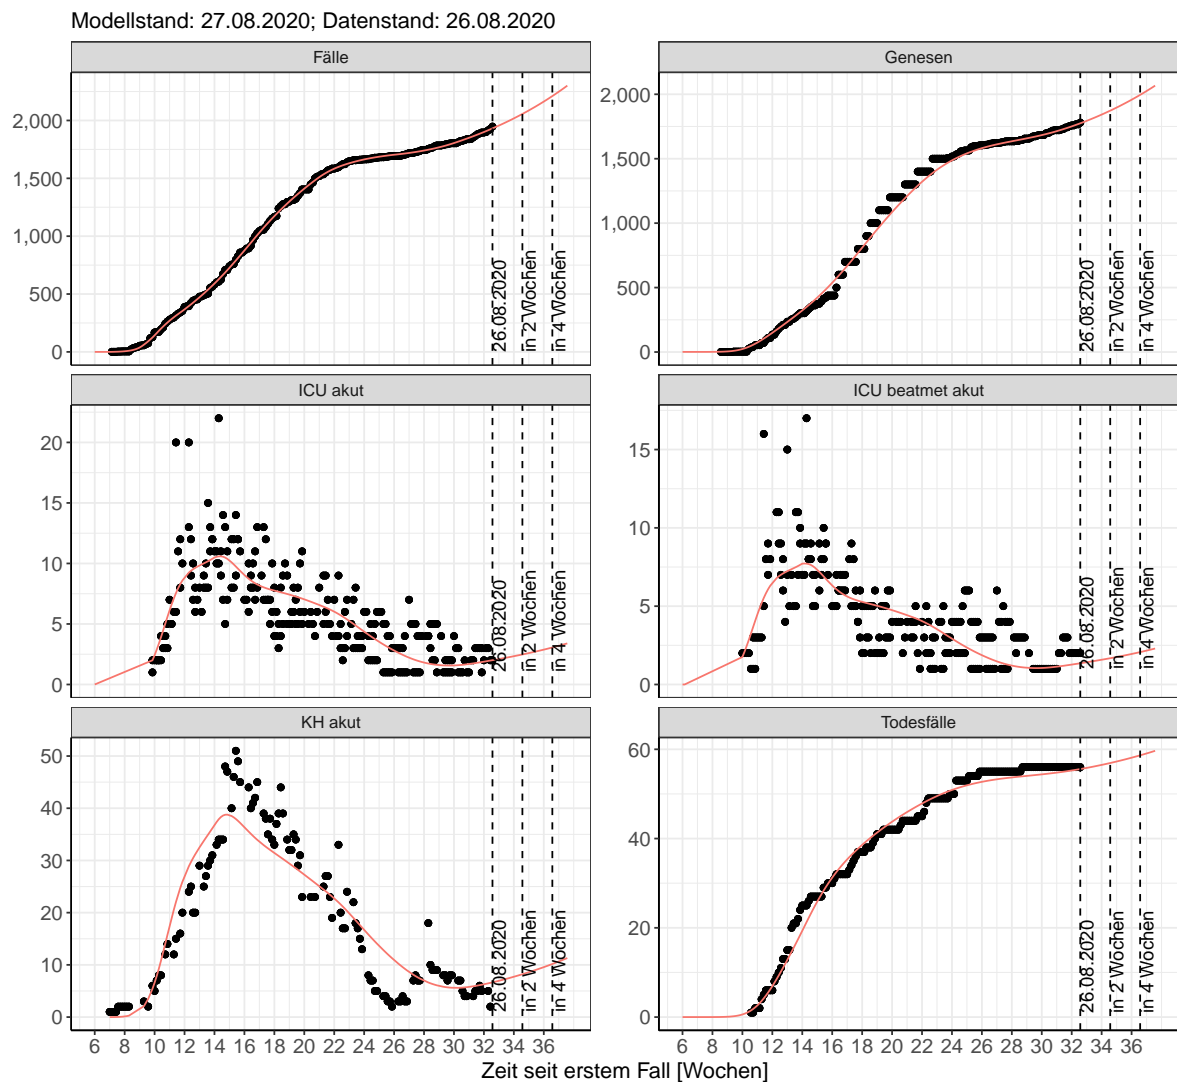 Modellstand: 27.08.2020; Datenstand: 26.08.2020
Fälle
2,000
1,500
1,000
500
0
26.08.2020
in 2 Wochen
in 4 Wochen
Genesen
2,000
1,500
1,000
500
0
26.08.2020
in 2 Wochen
in 4 Wochen
ICU akut
20
15
10
5
0
26.08.2020
in 2 Wochen
in 4 Wochen
ICU beatmet akut
15
10
5
0
26.08.2020
in 2 Wochen
in 4 Wochen
KH akut
50
40
30
20
10
0
26.08.2020
in 2 Wochen
in 4 Wochen
6 8 10 12 14 16 18 20 22 24 26 28 30 32 34 36
Todesfälle
60
40
20
0
26.08.2020
in 2 Wochen
in 4 Wochen
6 8 10 12 14 16 18 20 22 24 26 28 30 32 34 36
Zeit seit erstem Fall [Wochen]